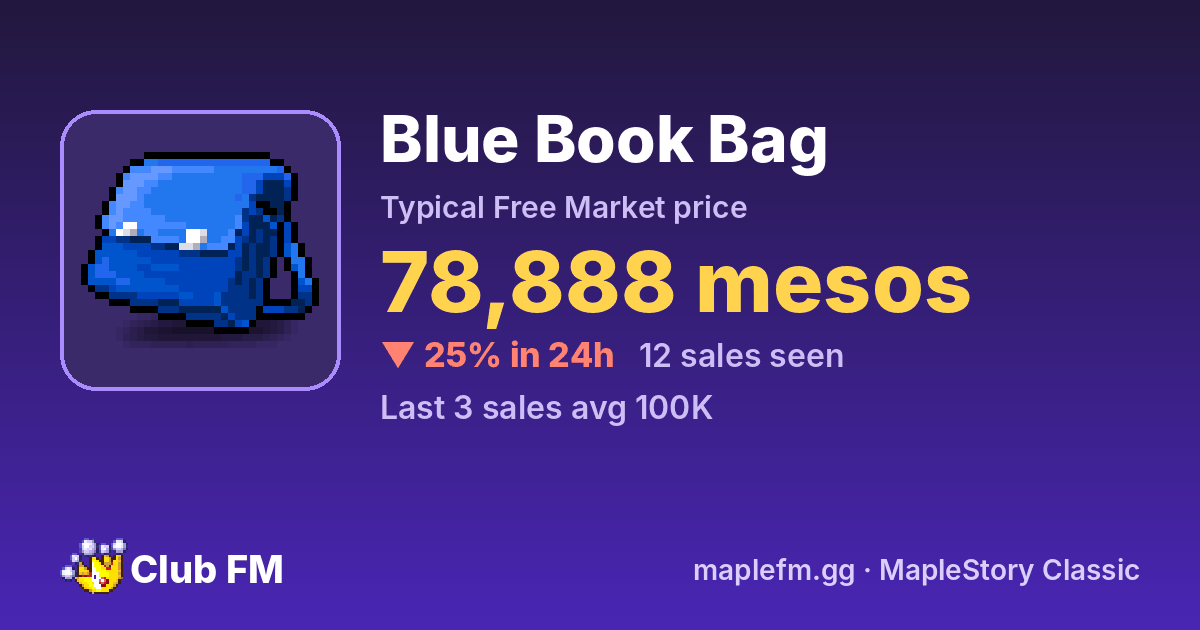 Blue Book Bag
Typical Free Market price
78,888 mesos
▼ 25% in 24h 12 sales seen
Last 3 sales avg 100K
Club FM
maplefm.gg · MapleStory Classic